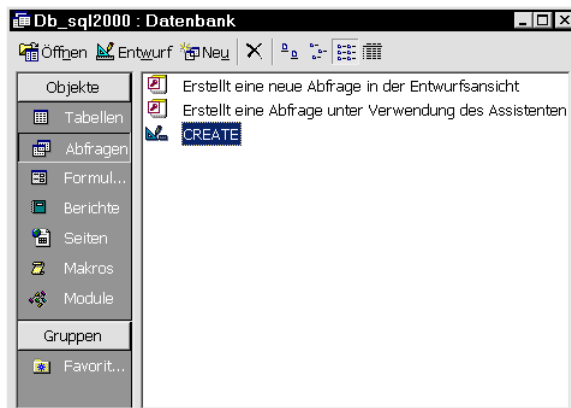 Db_sql2000 : Datenbank
Öffnen Entwurf Neu
Objekte
Tabellen
Abfragen
Formul...
Berichte
Seiten
Makros
Module
Gruppen
Favorit...
Erstellt eine neue Abfrage in der Entwurfsansicht
Erstellt eine Abfrage unter Verwendung des Assistenten
CREATE